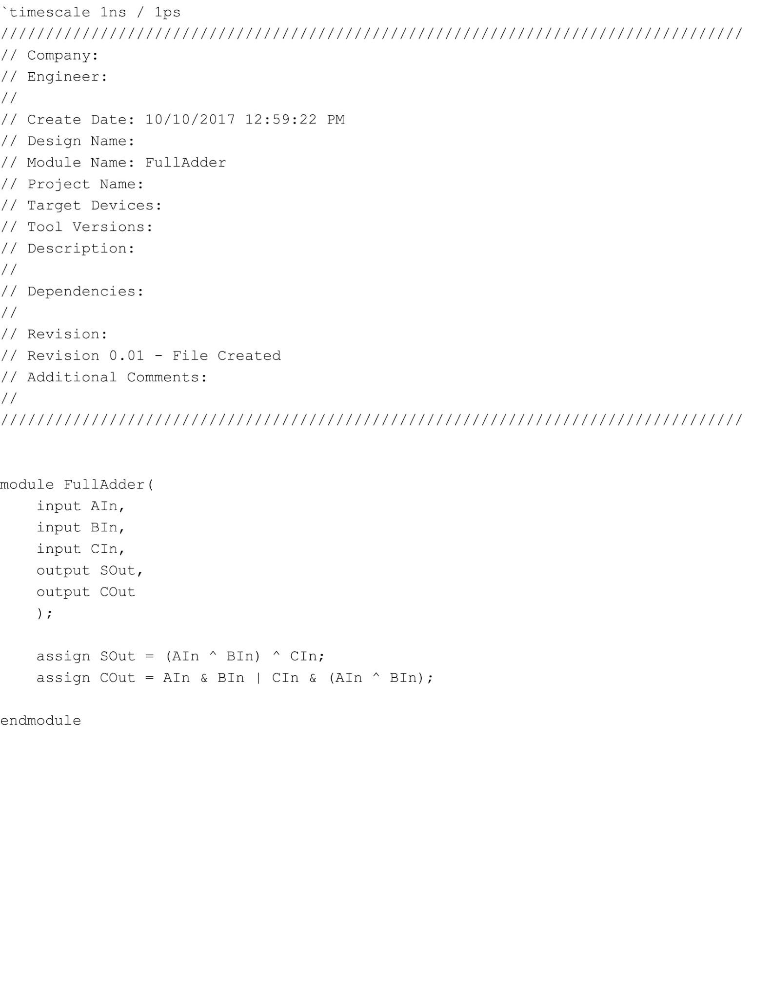 `timescale 1ns / 1ps
//////////////////////////////////////////////////////////////////////////////////
// Company:
// Engineer:
//
// Create Date: 10/10/2017 12:59:22 PM
// Design Name:
// Module Name: FullAdder
// Project Name:
// Target Devices:
// Tool Versions:
// Description:
//
// Dependencies:
//
// Revision:
// Revision 0.01 - File Created
// Additional Comments:
//
//////////////////////////////////////////////////////////////////////////////////
module FullAdder(
    input AIn,
    input BIn,
    input CIn,
    output SOut,
    output COut
    );
    assign SOut = (AIn ^ BIn) ^ CIn;
    assign COut = AIn & BIn | CIn & (AIn ^ BIn);
endmodule